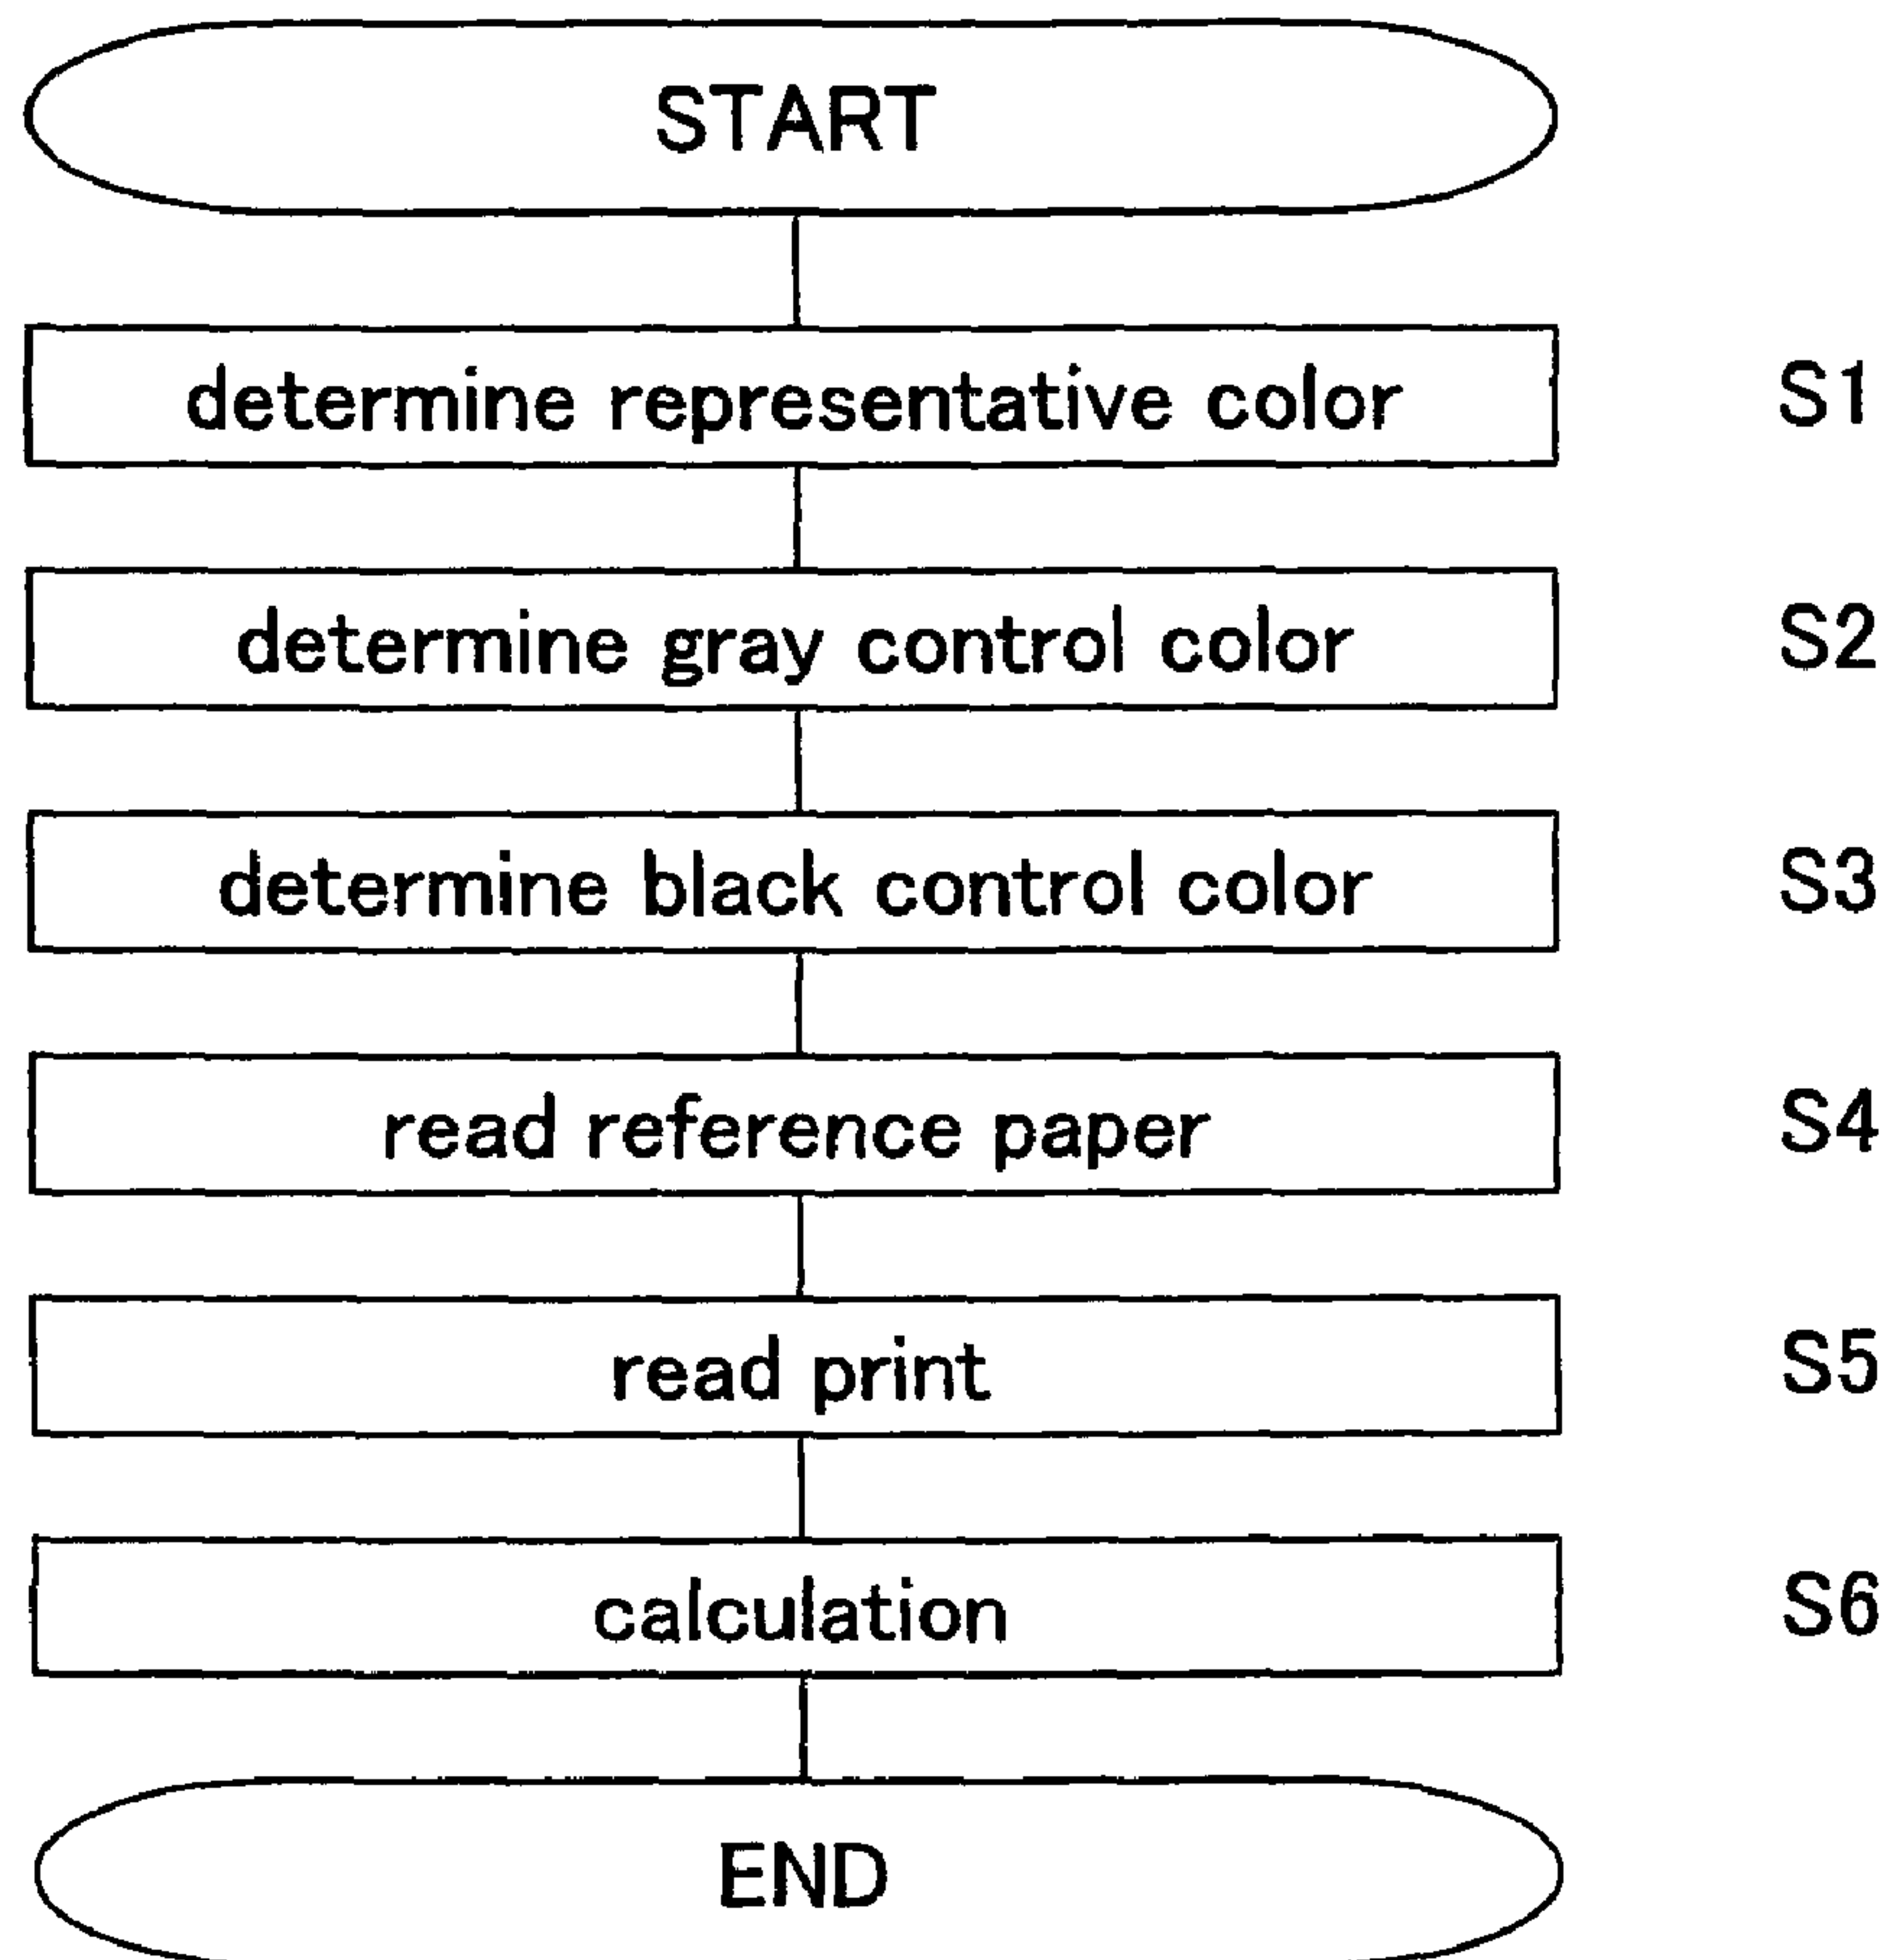 START
determine representative color S1
determine gray control color S2
determine black control color S3
read reference paper S4
read print S5
calculation S6
END